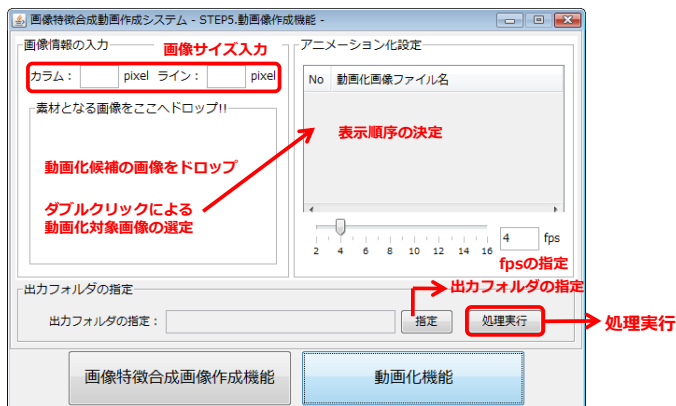 画像特徴合成動画作成システム - STEP5.動画像作成機能 -
画像情報の入力
画像サイズ入力
カラム： pixel ライン： pixel
素材となる画像をここへドロップ!!
動画化候補の画像をドロップ
ダブルクリックによる
動画化対象画像の選定
アニメーション化設定
No 動画化画像ファイル名
表示順序の決定
2 4 6 8 10 12 14 16
4 fps
fpsの指定
出力フォルダの指定
出力フォルダの指定
出力フォルダの指定： 指定 処理実行
処理実行
画像特徴合成画像作成機能 動画化機能